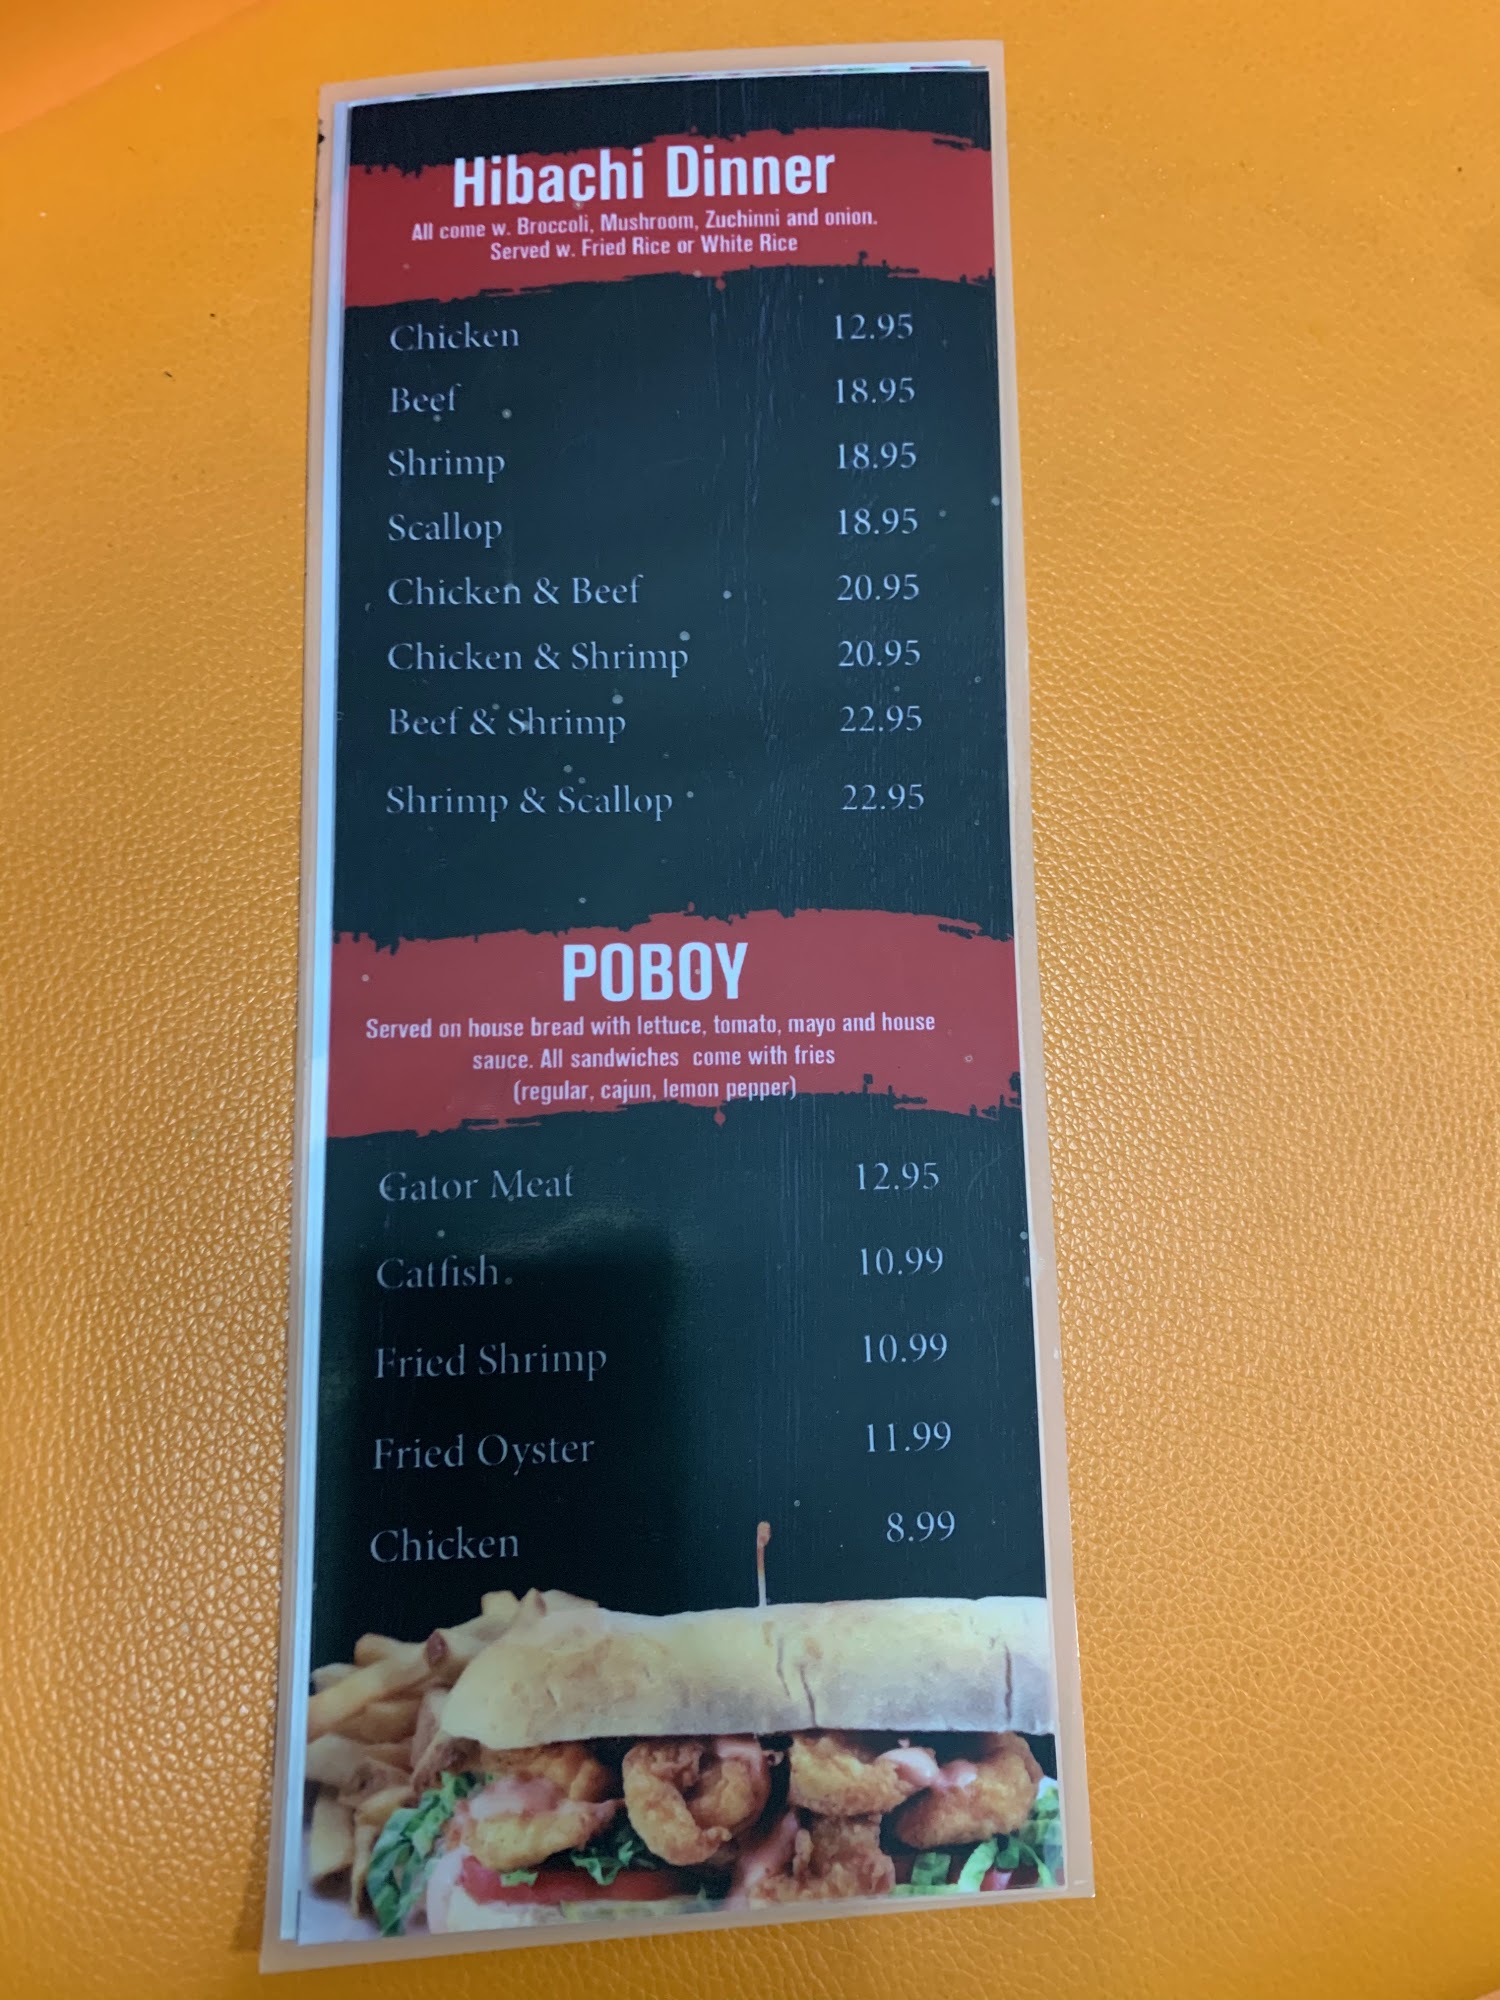 Hibachi Dinner
All come w. Broccoli, Mushroom, Zuchinni and onion.
Served w. Fried Rice or White Rice
Chicken 12.95
Beef 18.95
Shrimp 18.95
Scallop 18.95
Chicken & Beef 20.95
Chicken & Shrimp 20.95
Beef & Shrimp 22.95
Shrimp & Scallop 22.95
POBOY
Served on house bread with lettuce, tomato, mayo and house
sauce. All sandwiches come with fries
(regular, cajun, lemon pepper)
Gator Meat 12.95
Catfish 10.99
Fried Shrimp 10.99
Fried Oyster 11.99
Chicken 8.99